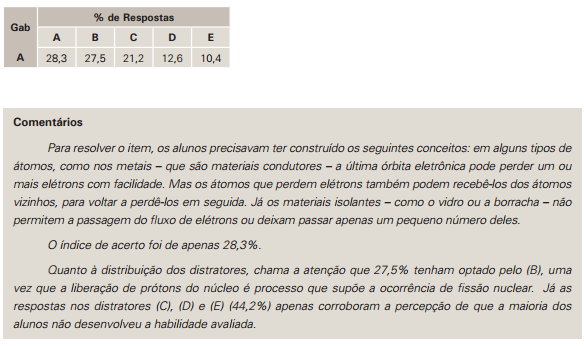 Gab
% de Respostas
A B C D E
A 28,3 27,5 21,2 12,6 10,4
Comentários
Para resolver o item, os alunos precisavam ter construído os seguintes conceitos: em alguns tipos de
átomos, como nos metais – que são materiais condutores – a última órbita eletrônica pode perder um ou
mais elétrons com facilidade. Mas os átomos que perdem elétrons também podem recebê-los dos átomos
vizinhos, para voltar a perdê-los em seguida. Já os materiais isolantes – como o vidro ou a borracha – não
permitem a passagem do fluxo de elétrons ou deixam passar apenas um pequeno número deles.
O índice de acerto foi de apenas 28,3%.
Quanto à distribuição dos distratores, chama a atenção que 27,5% tenham optado pelo (B), uma
vez que a liberação de prótons do núcleo é processo que supõe a ocorrência de fissão nuclear. Já as
respostas nos distratores (C), (D) e (E) (44,2%) apenas corroboram a percepção de que a maioria dos
alunos não desenvolveu a habilidade avaliada.